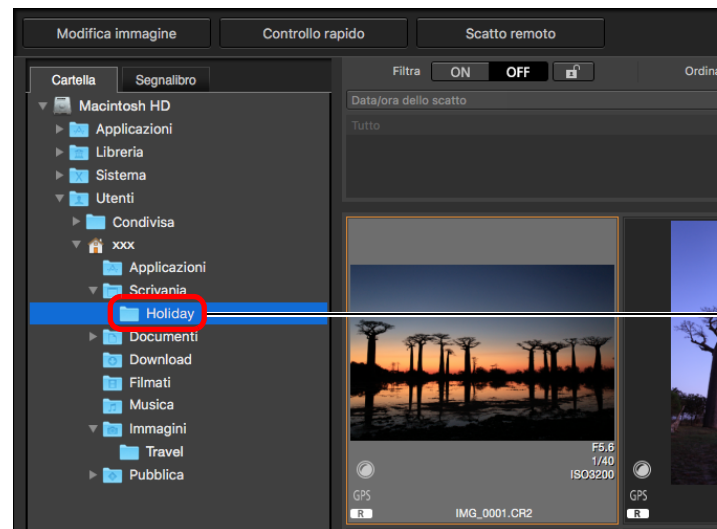 Modifica immagine Controllo rapido Scatto remoto
Filtra ON OFF Ordina
Cartella Segnalibro
Data/ora dello scatto
Macintosh HD
Tutto
Applicazioni
Libreria
Sistema
Utenti
Condivisa
xxx
Applicazioni
Scrivania
Holiday
Documenti
Download
Filmati
Musica
Immagini
Travel
Pubblica
F5.6
1/40
ISO3200
GPS
R IMG_0001.CR2
GPS
R